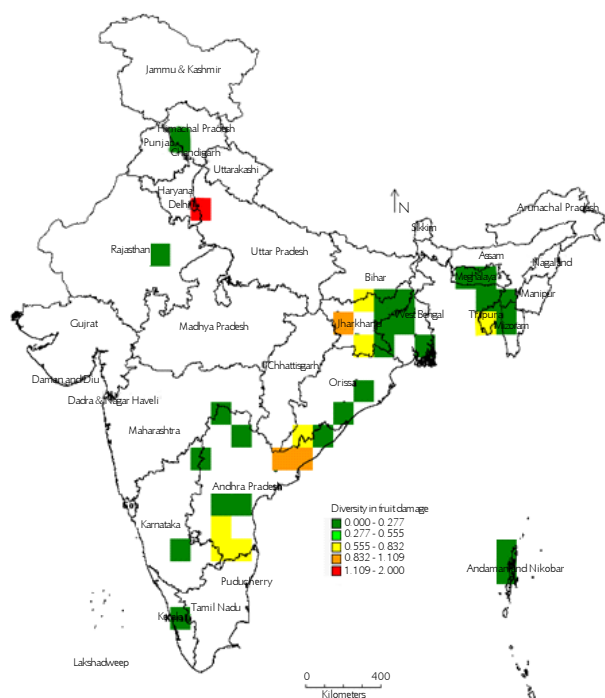 Jammu & Kashmir
Himachal Pradesh
Punjab
Chandigarh
Uttarakashi
Haryana
Delhi
N
Arunachal Pradesh
Sikkim
Rajasthan
Uttar Pradesh
Assam
Nagaland
Bihar
Meghalaya
Manipur
Gujrat
Madhya Pradesh
Jharkhand
West Bengal
Tripura
Mizoram
Chhattisgarh
Daman and Diu
Orissa
Dadra & Nagar Haveli
Maharashtra
Andhra Pradesh
Diversity in fruit damage
0.000 - 0.277
0.277 - 0.555
0.555 - 0.832
0.832 - 1.109
1.109 - 2.000
Karnataka
Andaman and Nikobar
Puducherry
Tamil Nadu
Lakshadweep
0 400
Kilometers